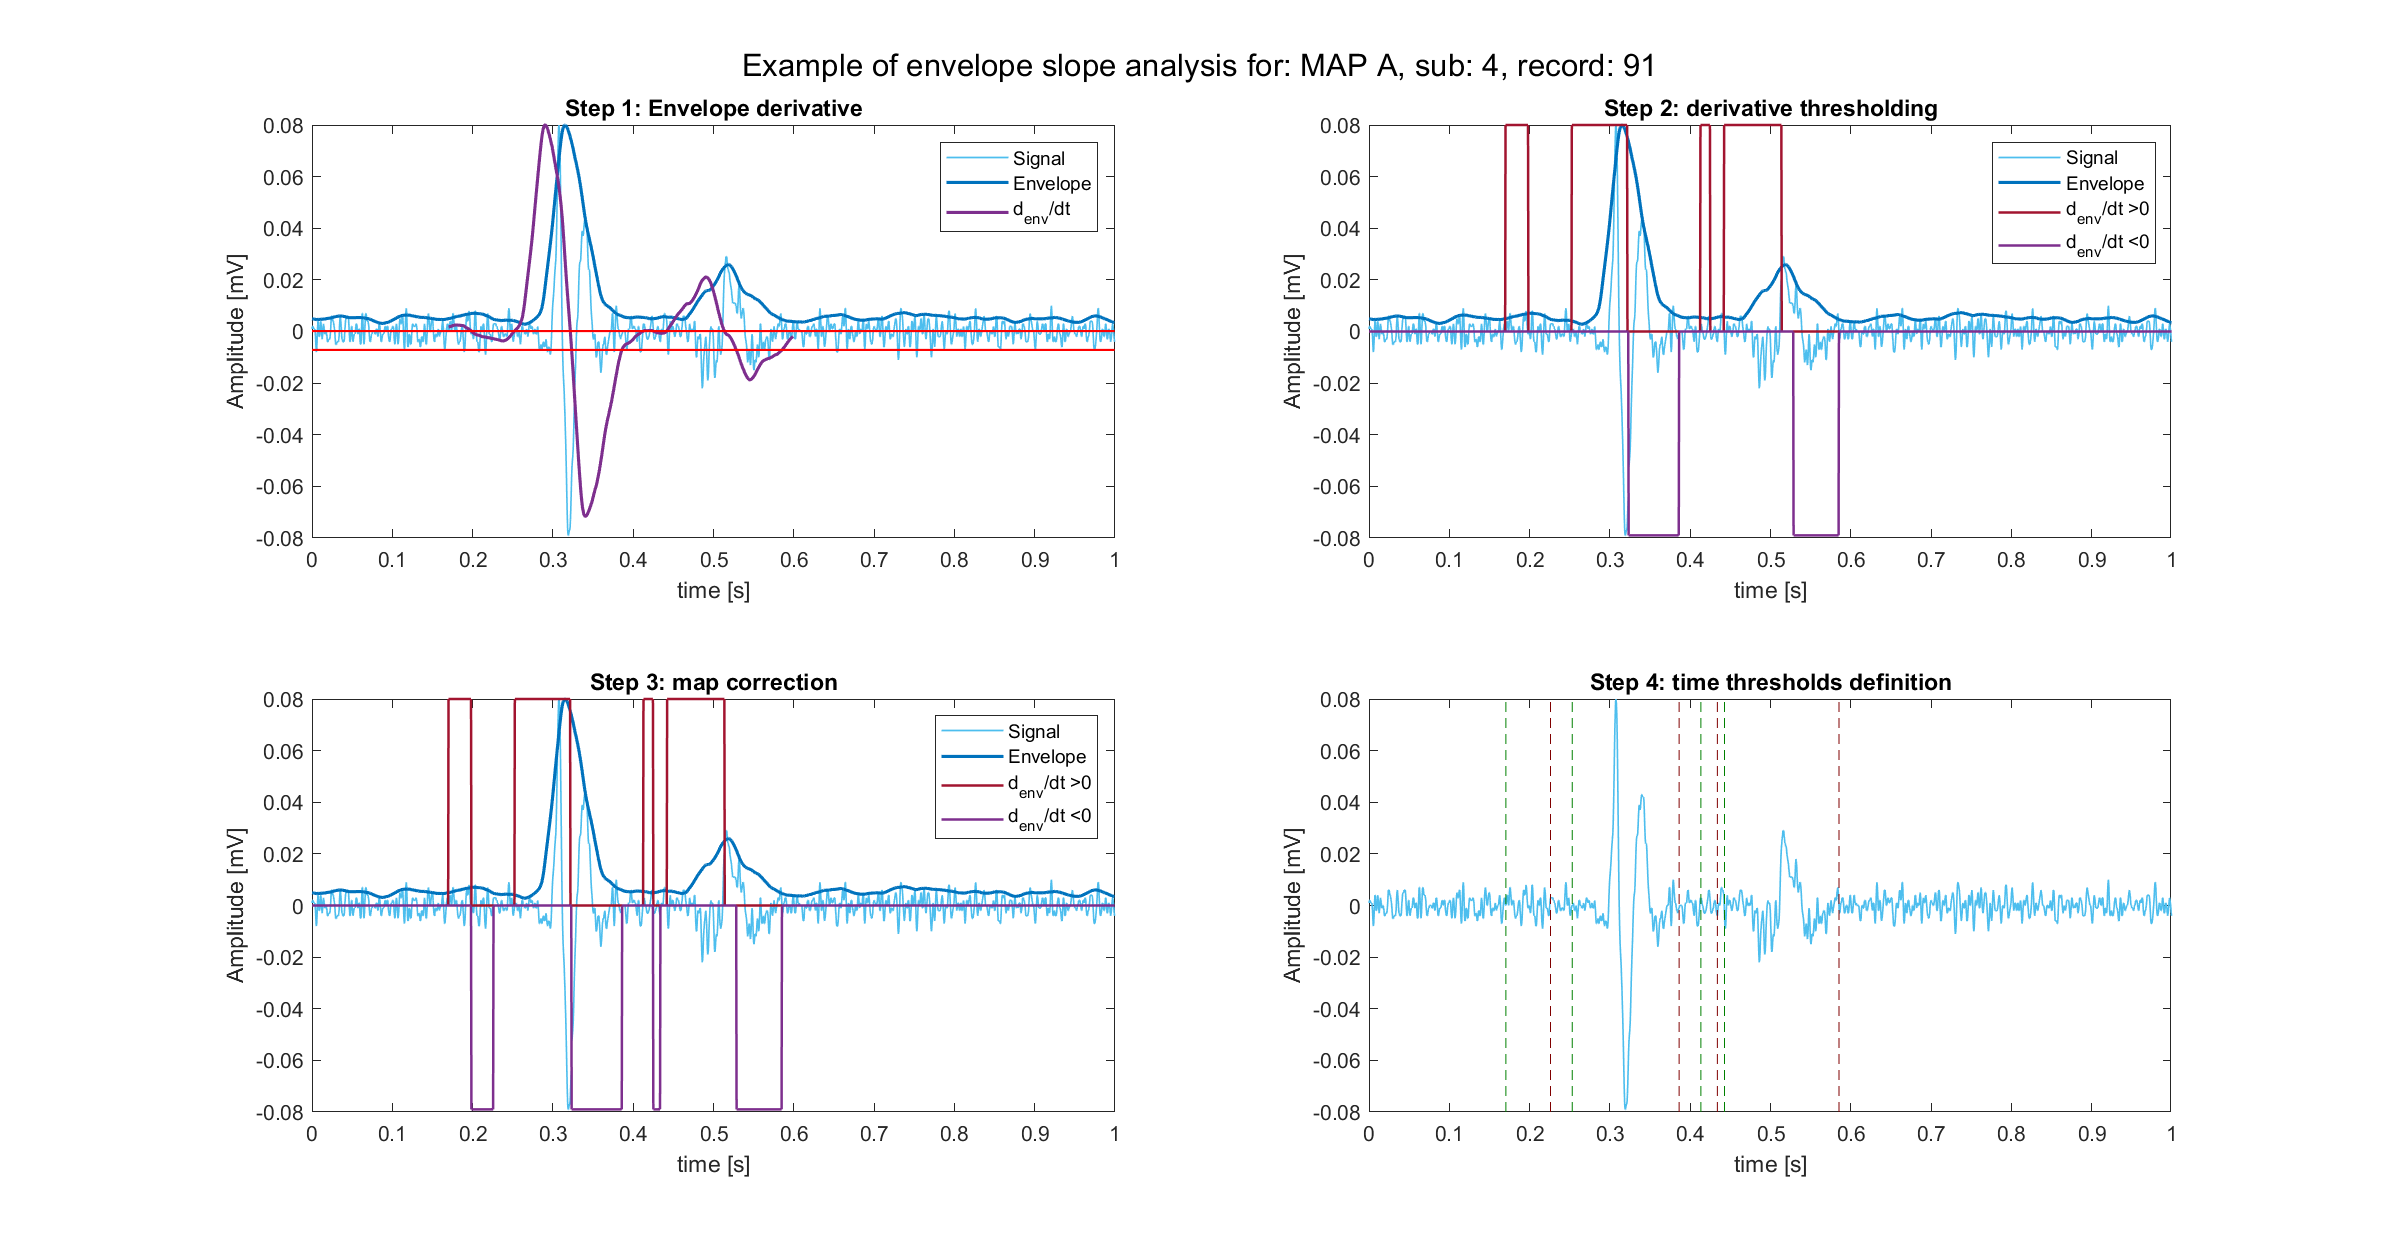 Example of envelope slope analysis for: MAP A, sub: 4, record: 91
Step 1: Envelope derivative
0.08
0.06
0.04
0.02
0
-0.02
-0.04
-0.06
-0.08
Amplitude [mV]
0 0.1 0.2 0.3 0.4 0.5 0.6 0.7 0.8 0.9 1
time [s]
Signal
Envelope
d_env/dt
Step 2: derivative thresholding
0.08
0.06
0.04
0.02
0
-0.02
-0.04
-0.06
-0.08
Amplitude [mV]
0 0.1 0.2 0.3 0.4 0.5 0.6 0.7 0.8 0.9 1
time [s]
Signal
Envelope
d_env/dt >0
d_env/dt <0
Step 3: map correction
0.08
0.06
0.04
0.02
0
-0.02
-0.04
-0.06
-0.08
Amplitude [mV]
0 0.1 0.2 0.3 0.4 0.5 0.6 0.7 0.8 0.9 1
time [s]
Signal
Envelope
d_env/dt >0
d_env/dt <0
Step 4: time thresholds definition
0.08
0.06
0.04
0.02
0
-0.02
-0.04
-0.06
-0.08
Amplitude [mV]
0 0.1 0.2 0.3 0.4 0.5 0.6 0.7 0.8 0.9 1
time [s]